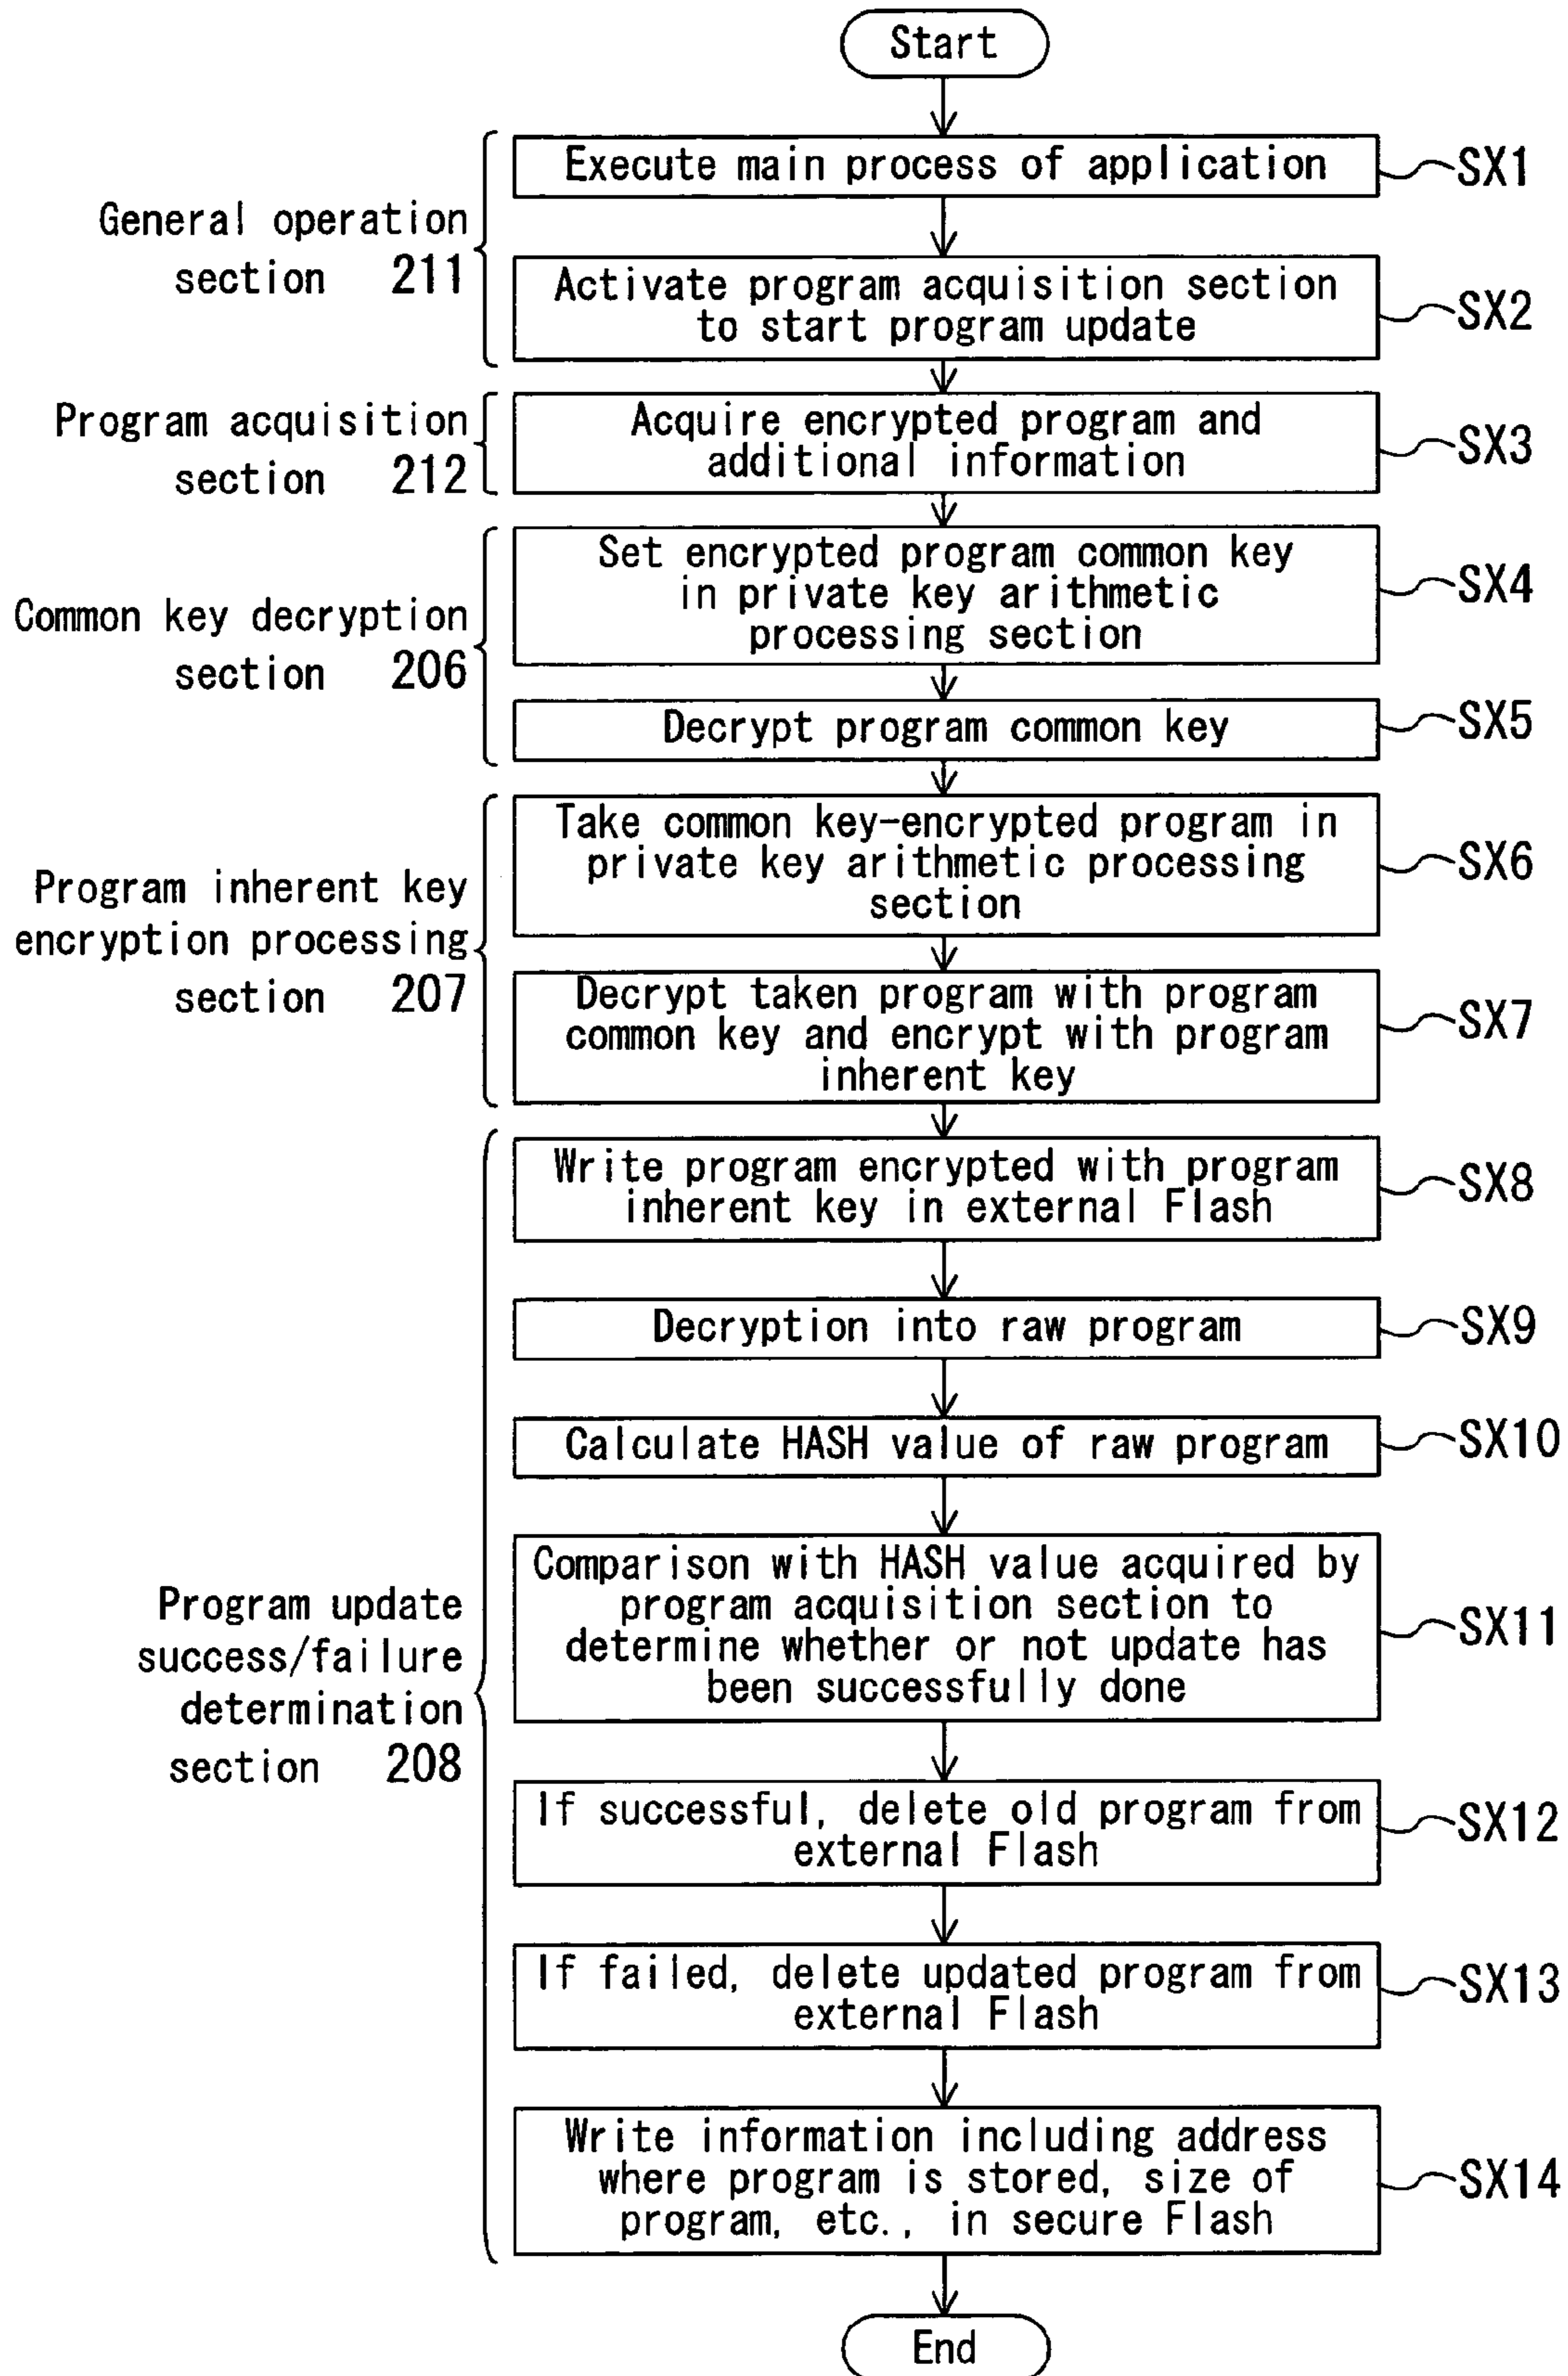 Start
General operation
section 211
Execute main process of application
SX1
Activate program acquisition section
to start program update
SX2
Program acquisition
section 212
Acquire encrypted program and
additional information
SX3
Common key decryption
section 206
Set encrypted program common key
in private key arithmetic
processing section
SX4
Decrypt program common key
SX5
Program inherent key
encryption processing
section 207
Take common key-encrypted program in
private key arithmetic processing
section
SX6
Decrypt taken program with program
common key and encrypt with program
inherent key
SX7
Program update
success/failure
determination
section 208
Write program encrypted with program
inherent key in external Flash
SX8
Decryption into raw program
SX9
Calculate HASH value of raw program
SX10
Comparison with HASH value acquired by
program acquisition section to
determine whether or not update has
been successfully done
SX11
If successful, delete old program from
external Flash
SX12
If failed, delete updated program from
external Flash
SX13
Write information including address
where program is stored, size of
program, etc., in secure Flash
SX14
End